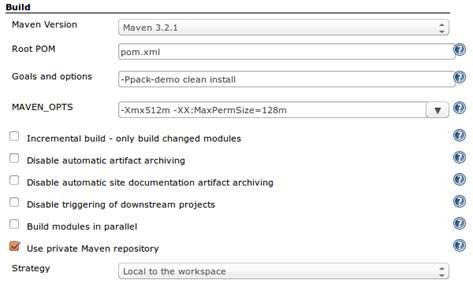 Build
Maven Version Maven 3.2.1
Root POM pom.xml
Goals and options -Ppack-demo clean install
MAVEN_OPTS -Xmx512m -XX:MaxPermSize=128m
Incremental build - only build changed modules
Disable automatic artifact archiving
Disable automatic site documentation artifact archiving
Disable triggering of downstream projects
Build modules in parallel
Use private Maven repository
Strategy Local to the workspace